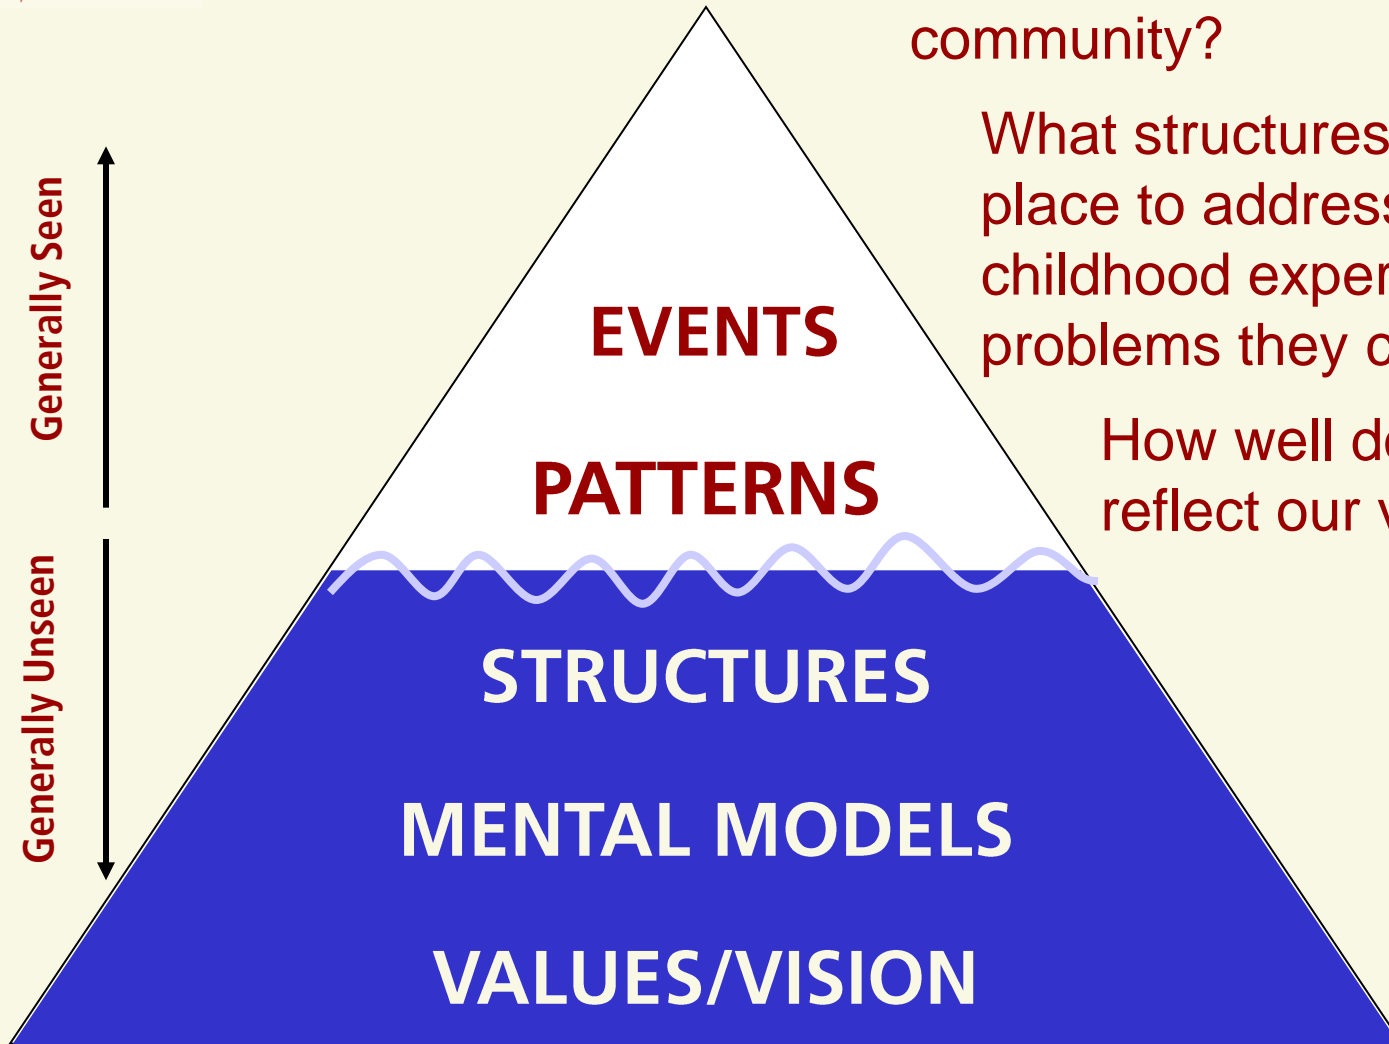 community?
What structures
place to address
childhood exper
problems they c
How well do
reflect our v
Generally Seen
EVENTS
PATTERNS
Generally Unseen
STRUCTURES
MENTAL MODELS
VALUES/VISION